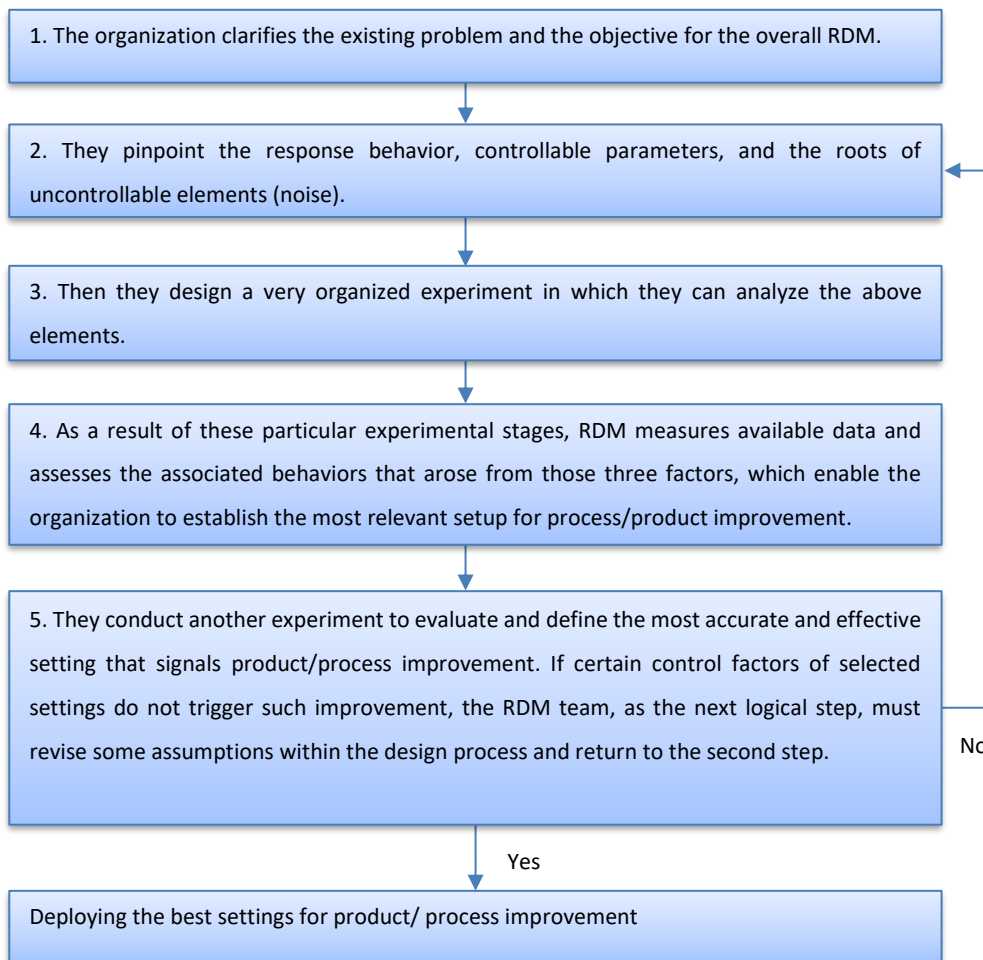 1. The organization clarifies the existing problem and the objective for the overall RDM.
2. They pinpoint the response behavior, controllable parameters, and the roots of
uncontrollable elements (noise).
3. Then they design a very organized experiment in which they can analyze the above
elements.
4. As a result of these particular experimental stages, RDM measures available data and
assesses the associated behaviors that arose from those three factors, which enable the
organization to establish the most relevant setup for process/product improvement.
5. They conduct another experiment to evaluate and define the most accurate and effective
setting that signals product/process improvement. If certain control factors of selected
settings do not trigger such improvement, the RDM team, as the next logical step, must
revise some assumptions within the design process and return to the second step.
No
Yes
Deploying the best settings for product/ process improvement